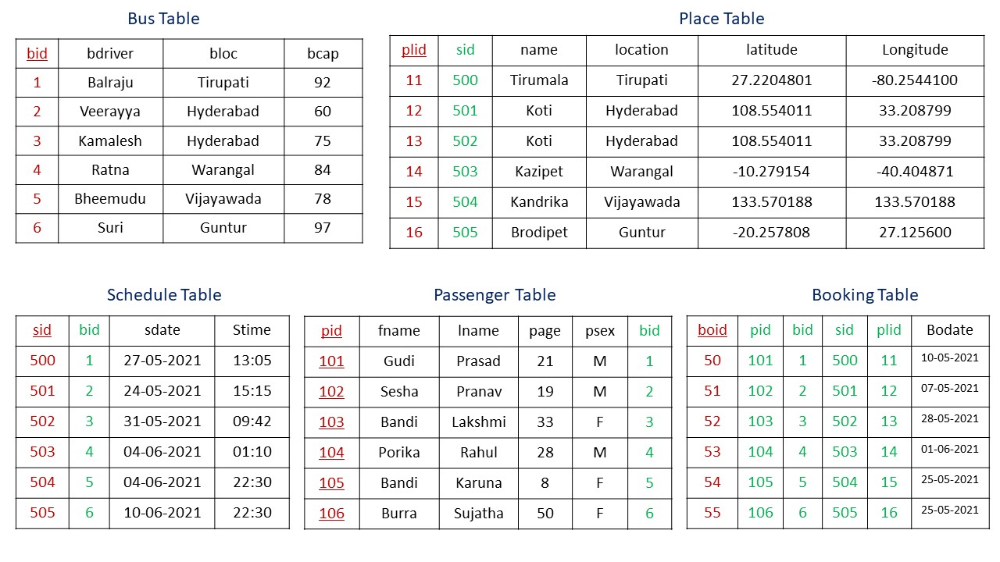 Bus Table
bid bdriver bloc bcap
1 Balraju Tirupati 92
2 Veerayya Hyderabad 60
3 Kamalesh Hyderabad 75
4 Ratna Warangal 84
5 Bheemudu Vijayawada 78
6 Suri Guntur 97
Place Table
plid sid name location latitude Longitude
11 500 Tirumala Tirupati 27.2204801 -80.2544100
12 501 Koti Hyderabad 108.554011 33.208799
13 502 Koti Hyderabad 108.554011 33.208799
14 503 Kazipet Warangal -10.279154 -40.404871
15 504 Kandrika Vijayawada 133.570188 133.570188
16 505 Brodipet Guntur -20.257808 27.125600
Schedule Table
sid bid sdate Stime
500 1 27-05-2021 13:05
501 2 24-05-2021 15:15
502 3 31-05-2021 09:42
503 4 04-06-2021 01:10
504 5 04-06-2021 22:30
505 6 10-06-2021 22:30
Passenger Table
pid fname lname page psex bid
101 Gudi Prasad 21 M 1
102 Sesha Pranav 19 M 2
103 Bandi Lakshmi 33 F 3
104 Porika Rahul 28 M 4
105 Bandi Karuna 8 F 5
106 Burra Sujatha 50 F 6
Booking Table
boid pid bid sid plid Bodate
50 101 1 500 11 10-05-2021
51 102 2 501 12 07-05-2021
52 103 3 502 13 28-05-2021
53 104 4 503 14 01-06-2021
54 105 5 504 15 25-05-2021
55 106 6 505 16 25-05-2021